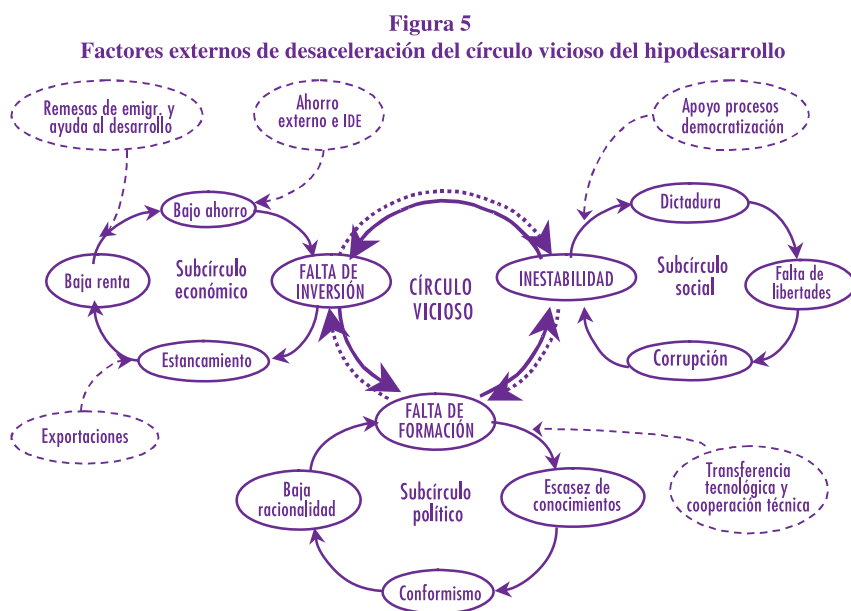 Figura 5
Factores externos de desaceleración del círculo vicioso del hipodesarrollo
Remesas de emigr. y
ayuda al desarrollo
Ahorro
externo e IDE
Apoyo procesos
democratización
Bajo ahorro
Dictadura
Baja renta
Subcírculo
económico
FALTA DE
INVERSIÓN
CÍRCULO
VICIOSO
INESTABILIDAD
Subcírculo
social
Falta de
libertades
Estancamiento
Corrupción
Exportaciones
FALTA DE
FORMACIÓN
Baja
racionalidad
Subcírculo
político
Escasez de
conocimientos
Transferencia
tecnológica y
cooperación técnica
Conformismo